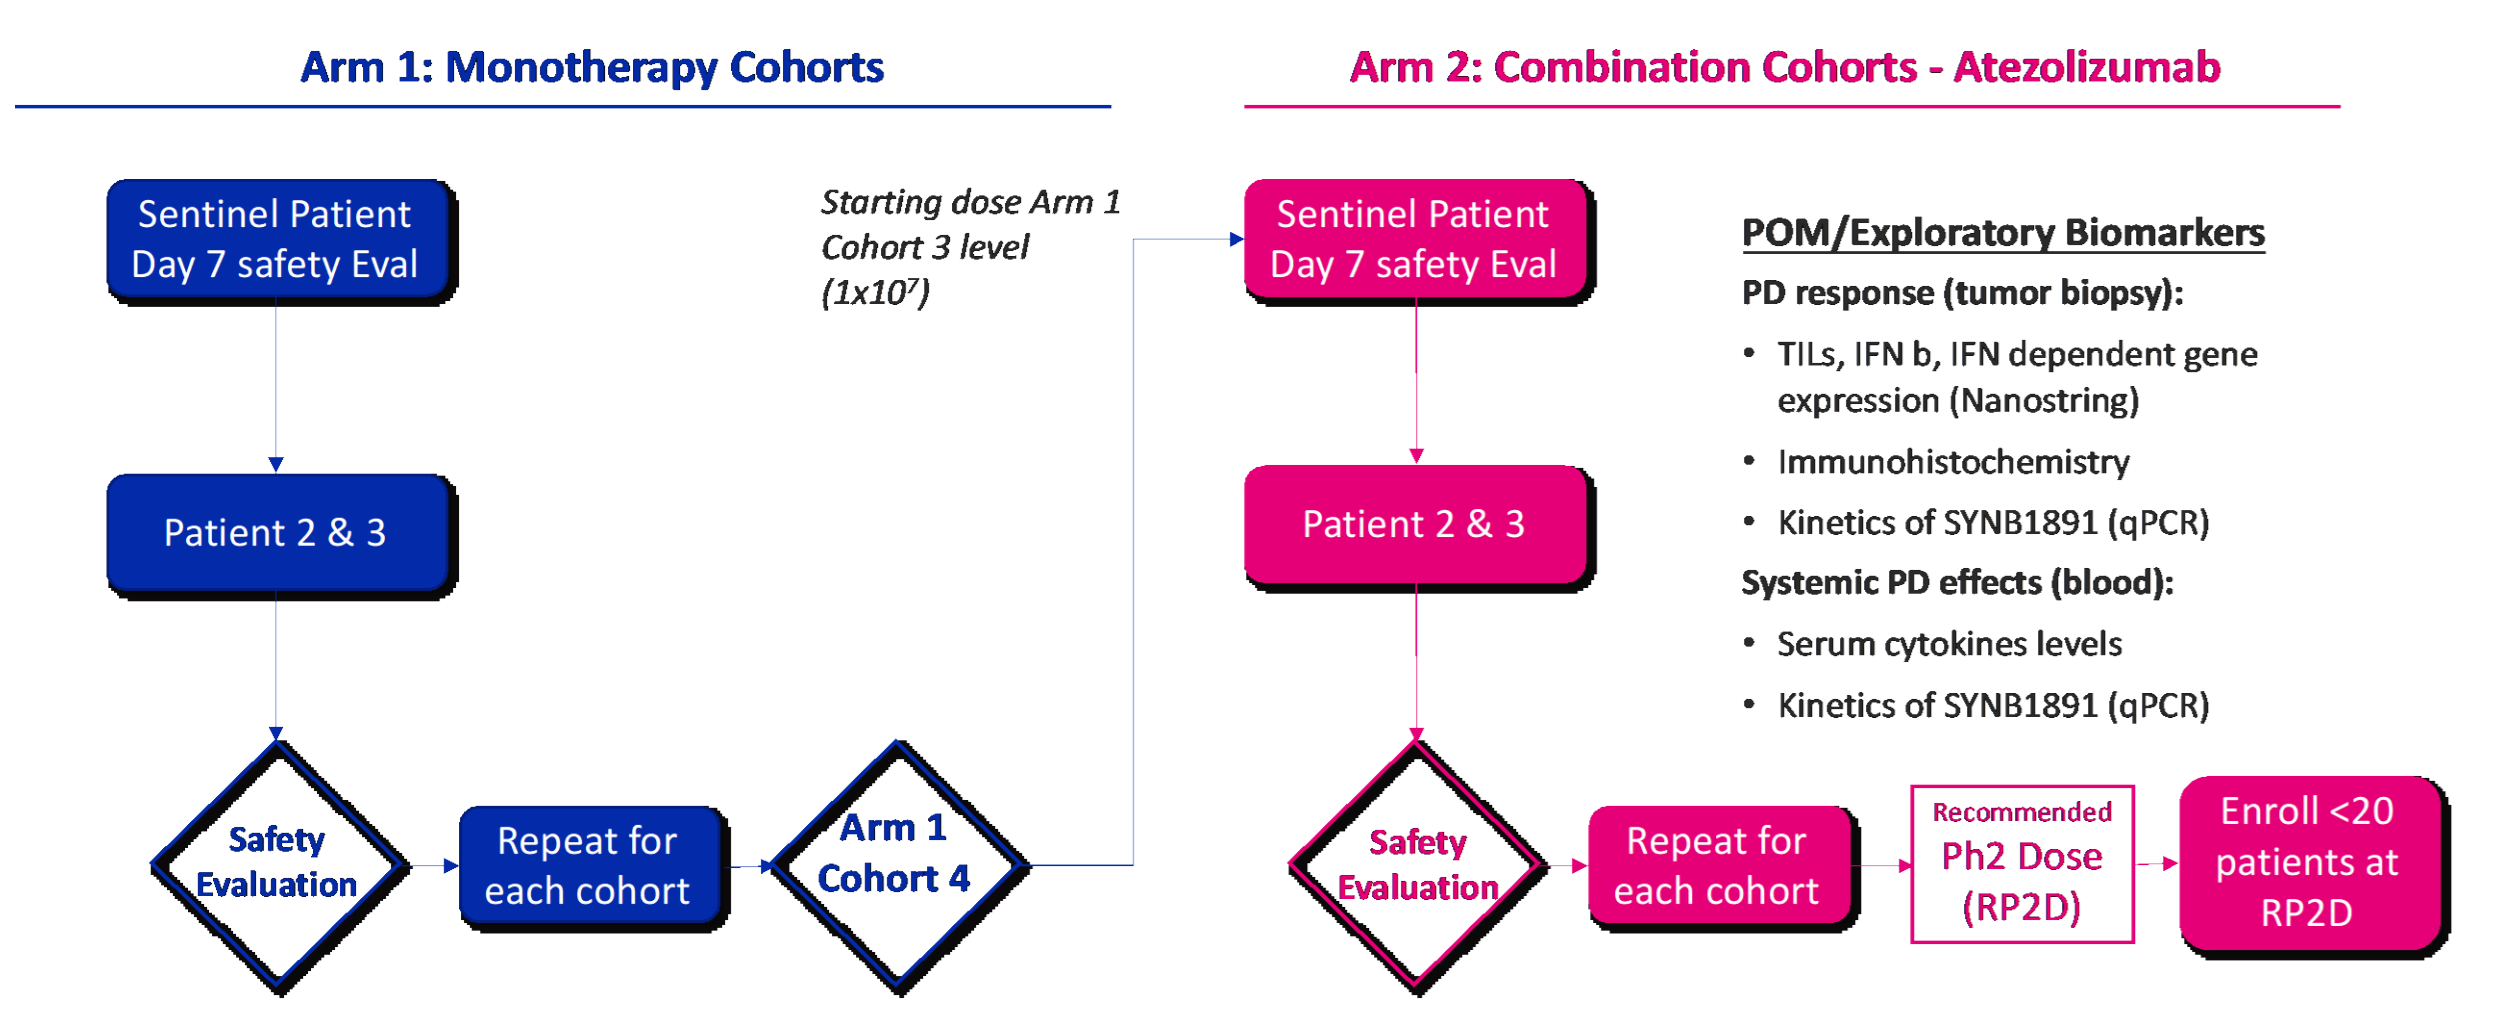 Arm 1: Monotherapy Cohorts
Sentinel Patient
Day 7 safety Eval
Patient 2 & 3
Safety
Evaluation
Repeat for
each cohort
Arm 1
Cohort 4
Starting dose Arm 1
Cohort 3 level
(1x10⁷)
Arm 2: Combination Cohorts - Atezolizumab
Sentinel Patient
Day 7 safety Eval
Patient 2 & 3
Safety
Evaluation
Repeat for
each cohort
Recommended
Ph2 Dose
(RP2D)
Enroll <20
patients at
RP2D
POM/Exploratory Biomarkers
PD response (tumor biopsy):
• TILs, IFN b, IFN dependent gene
expression (Nanostring)
• Immunohistochemistry
• Kinetics of SYNB1891 (qPCR)
Systemic PD effects (blood):
• Serum cytokines levels
• Kinetics of SYNB1891 (qPCR)